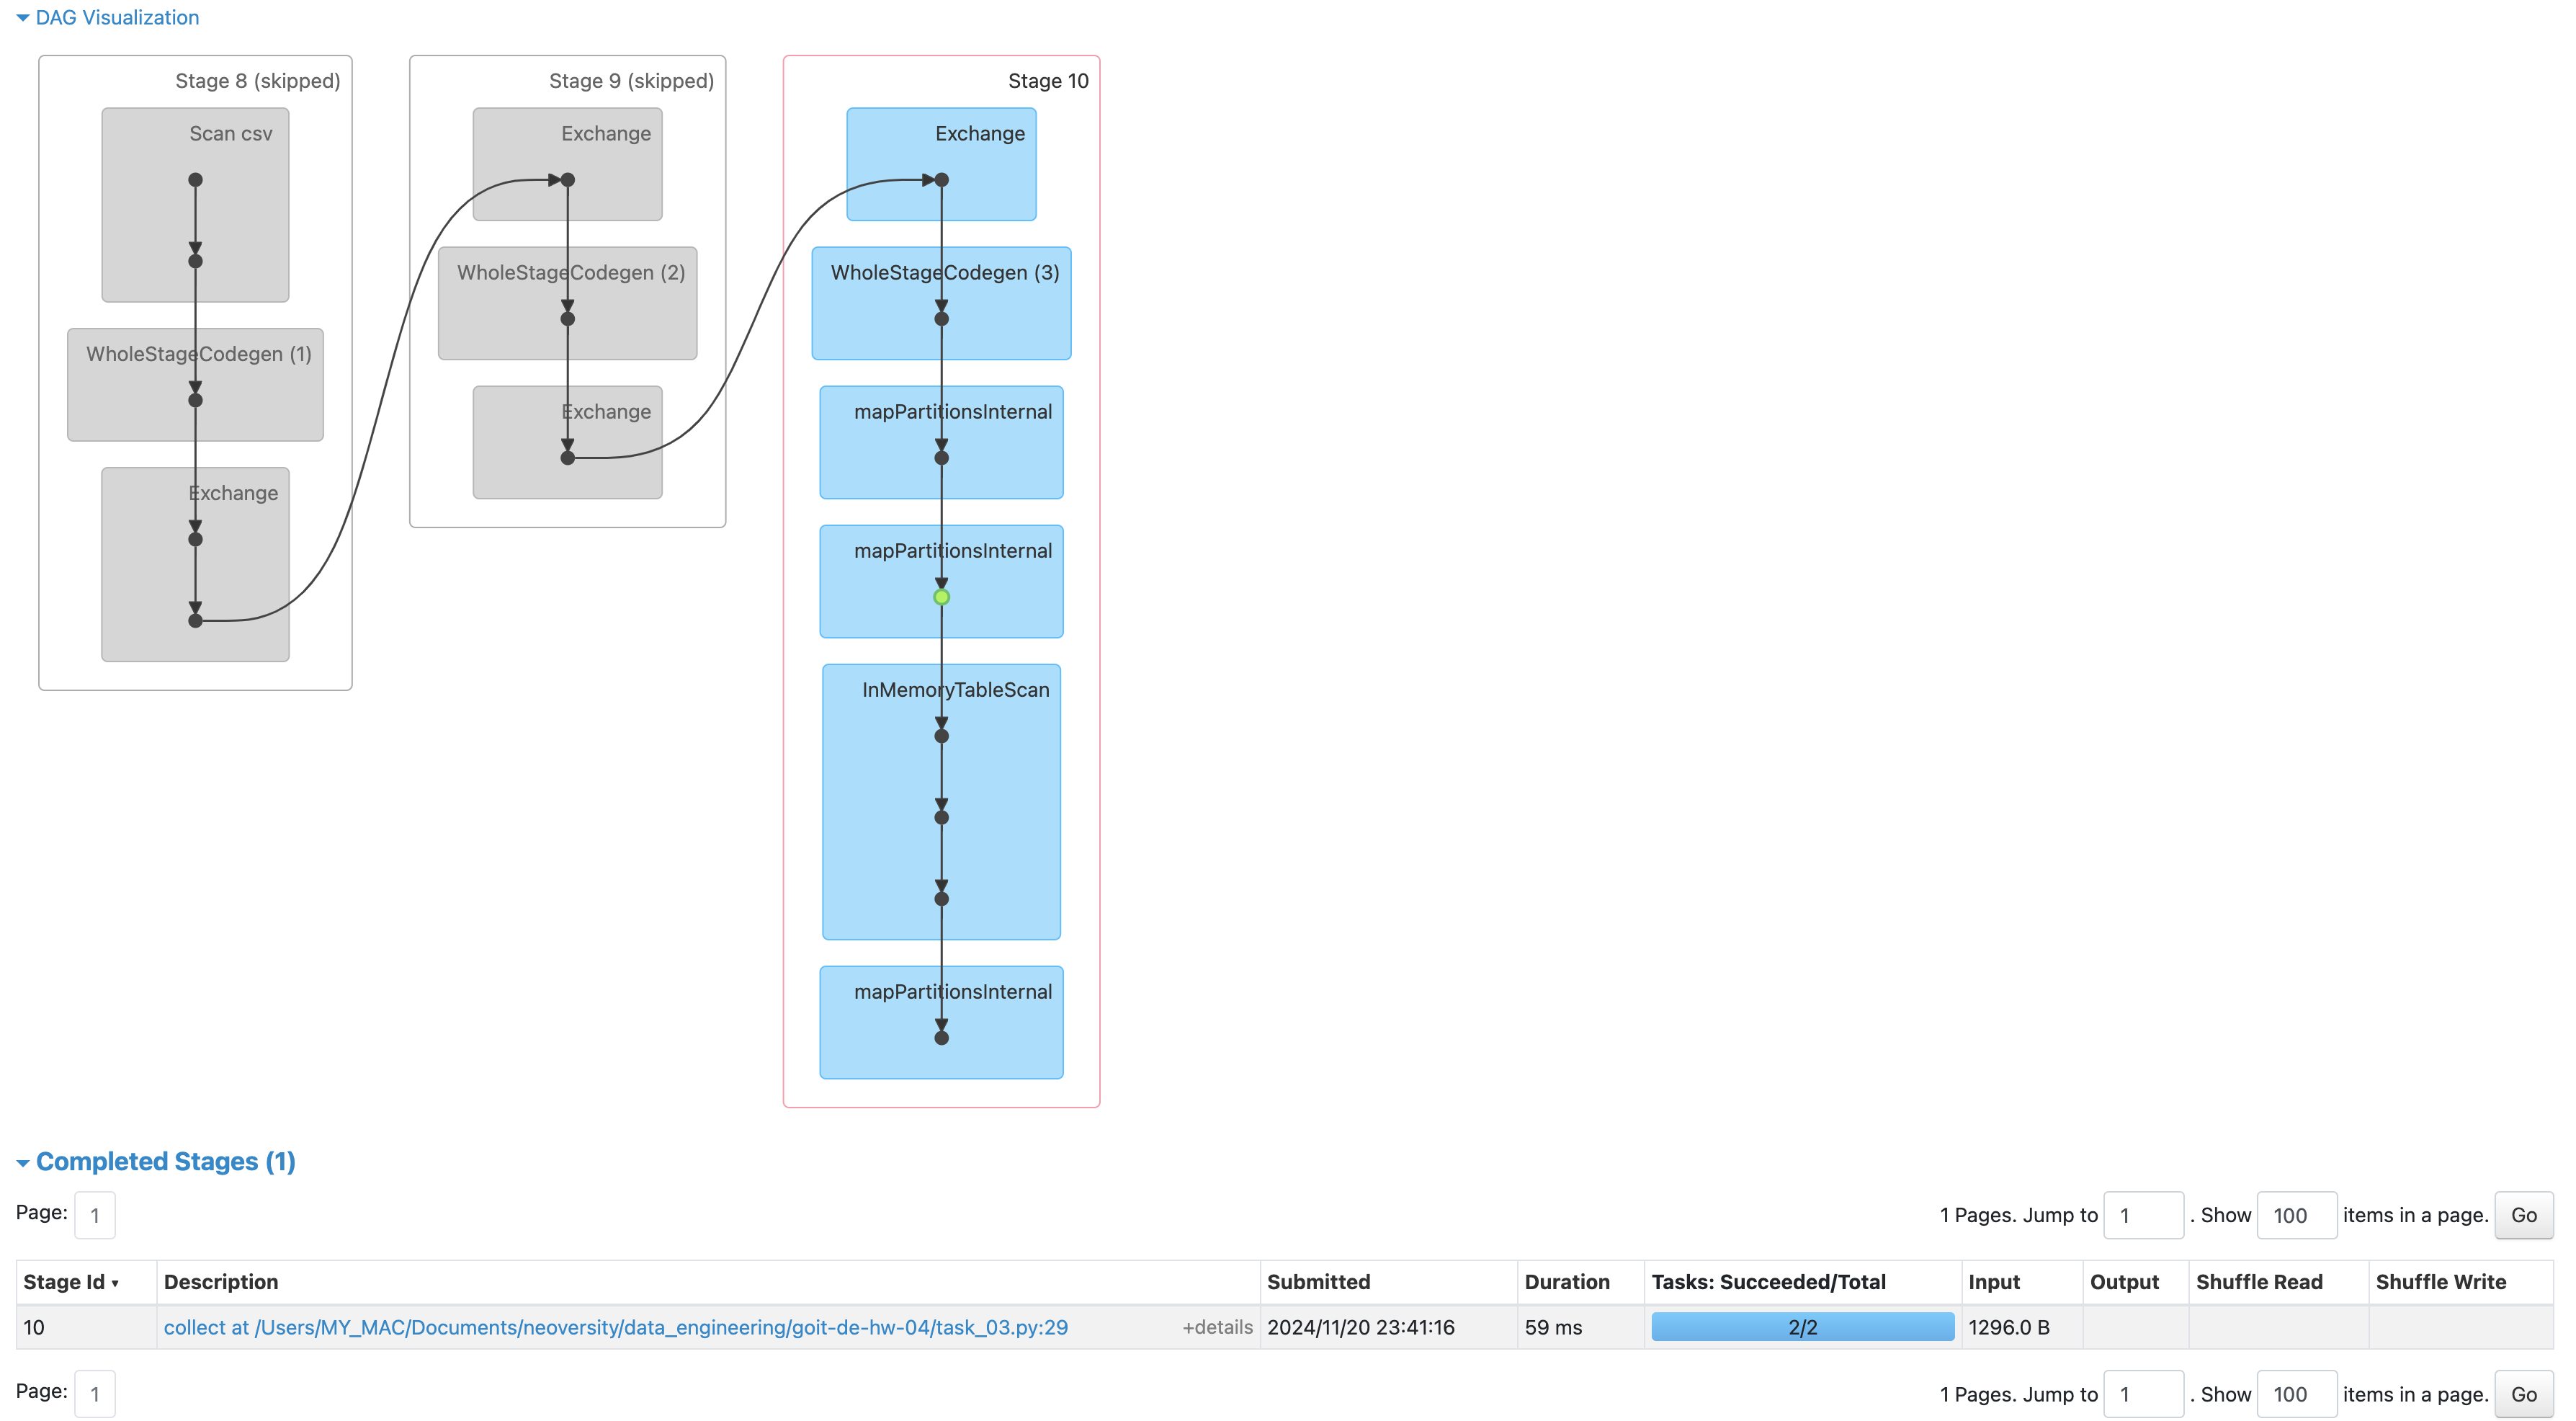 DAG Visualization
Stage 8 (skipped)
Scan csv
WholeStageCodegen (1)
Exchange
Stage 9 (skipped)
Exchange
WholeStageCodegen (2)
Exchange
Stage 10
Exchange
WholeStageCodegen (3)
mapPartitionsInternal
mapPartitionsInternal
InMemoryTableScan
mapPartitionsInternal
Completed Stages (1)
Page: 1
1 Pages. Jump to 1 . Show 100 items in a page. Go
Stage Id ▾ Description Submitted Duration Tasks: Succeeded/Total Input Output Shuffle Read Shuffle Write
10 collect at /Users/MY_MAC/Documents/neoversity/data_engineering/goit-de-hw-04/task_03.py:29 +details 2024/11/20 23:41:16 59 ms 2/2 1296.0 B
Page: 1
1 Pages. Jump to 1 . Show 100 items in a page. Go